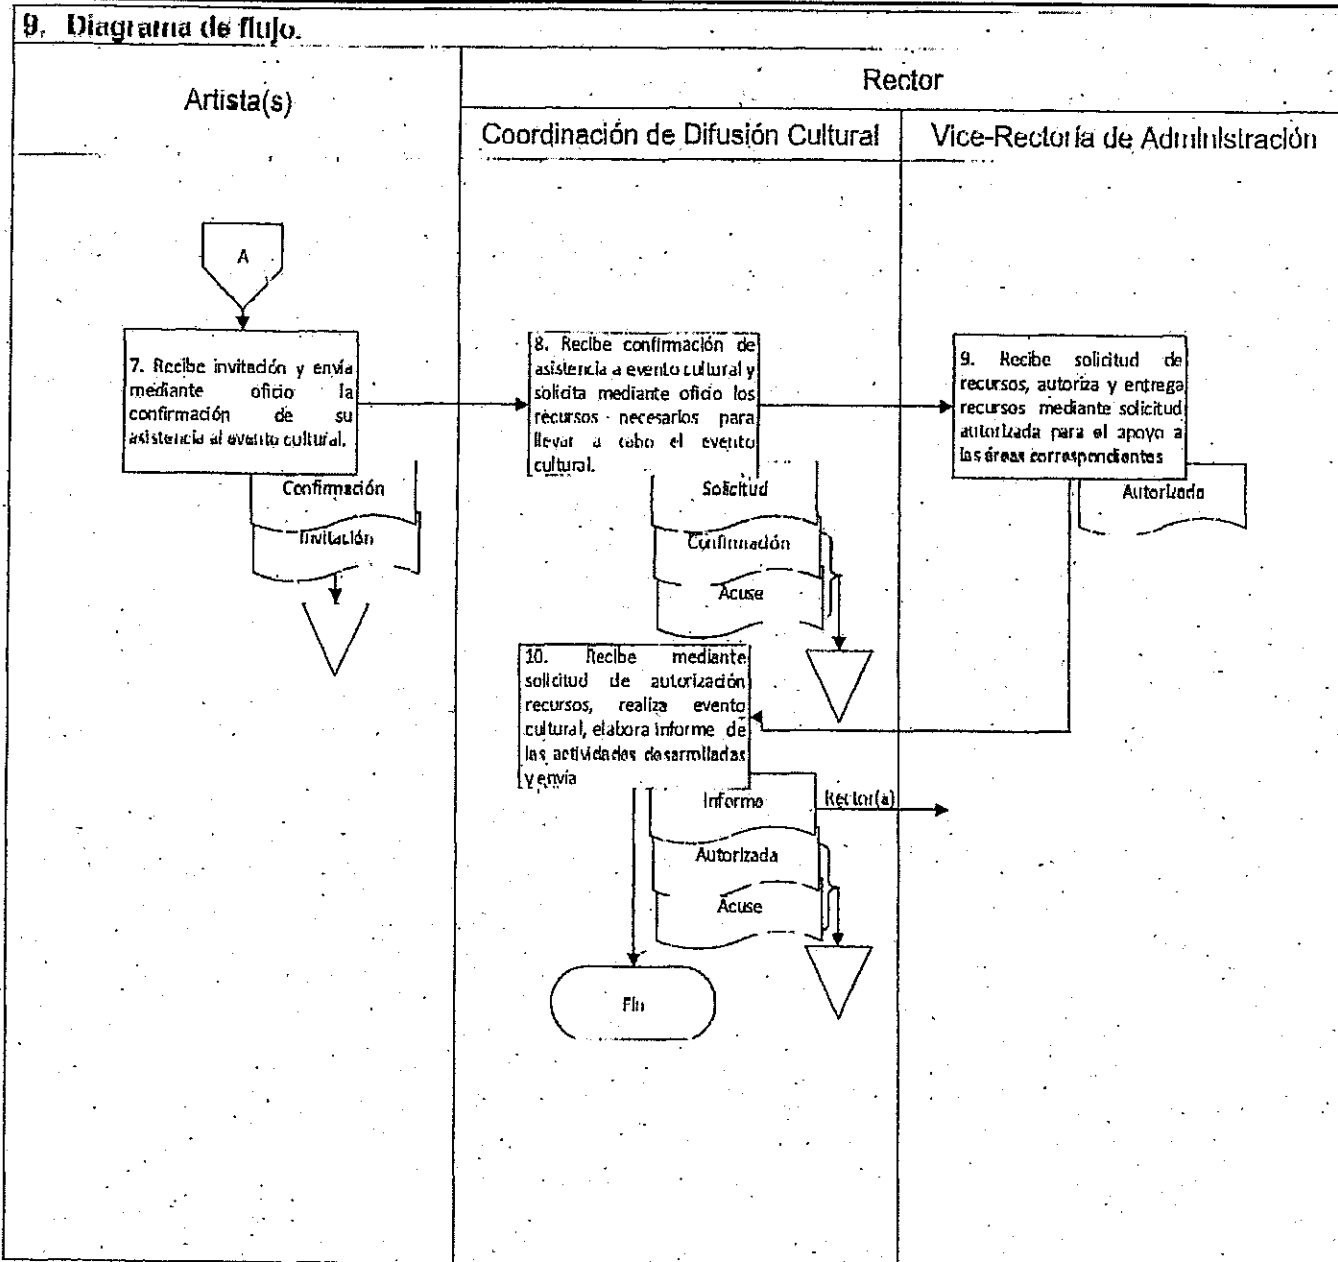 9. Diagrama de flujo.
Artista(s)
Rector
Coordinación de Difusión Cultural
Vice-Rectoría de Administración
A
7. Recibe invitación y envía
mediante oficio la
confirmación de su
asistencia al evento cultural.
Confirmación
Invitación
8. Recibe confirmación de
asistencia a evento cultural y
solicita mediante oficio los
recursos necesarios para
llevar a cabo el evento
cultural.
Solicitud
Confirmación
Acuse
9. Recibe solicitud de
recursos, autoriza y entrega
recursos mediante solicitud
autorizada para el apoyo a
las áreas correspondientes
Autorizada
10. Recibe mediante
solicitud de autorización
recursos, realiza evento
cultural, elabora informe de
las actividades desarrolladas
y envía
Informe
Rector(a)
Autorizada
Acuse
Fin